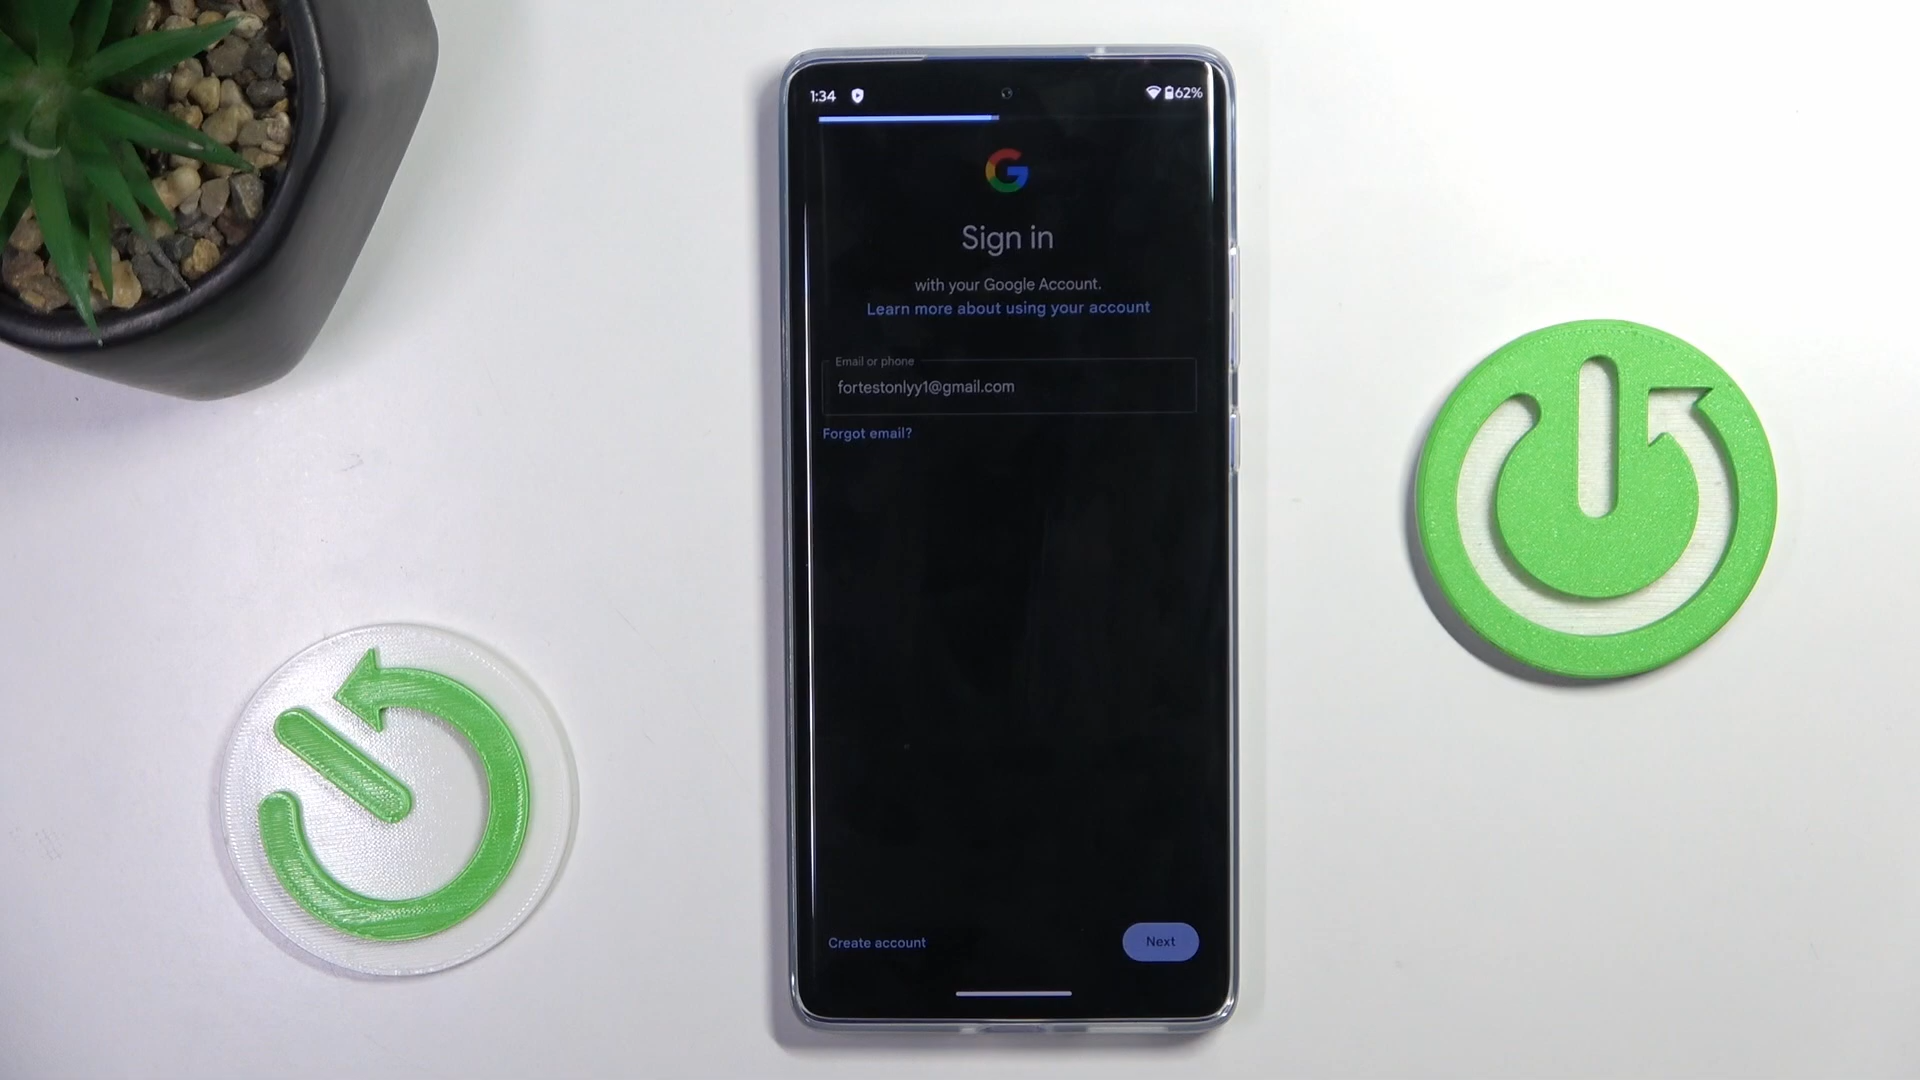 1:34
62%
Sign in
with your Google Account.
Learn more about using your account
Email or phone
fortestonlyy1@gmail.com
Forgot email?
Create account
Next